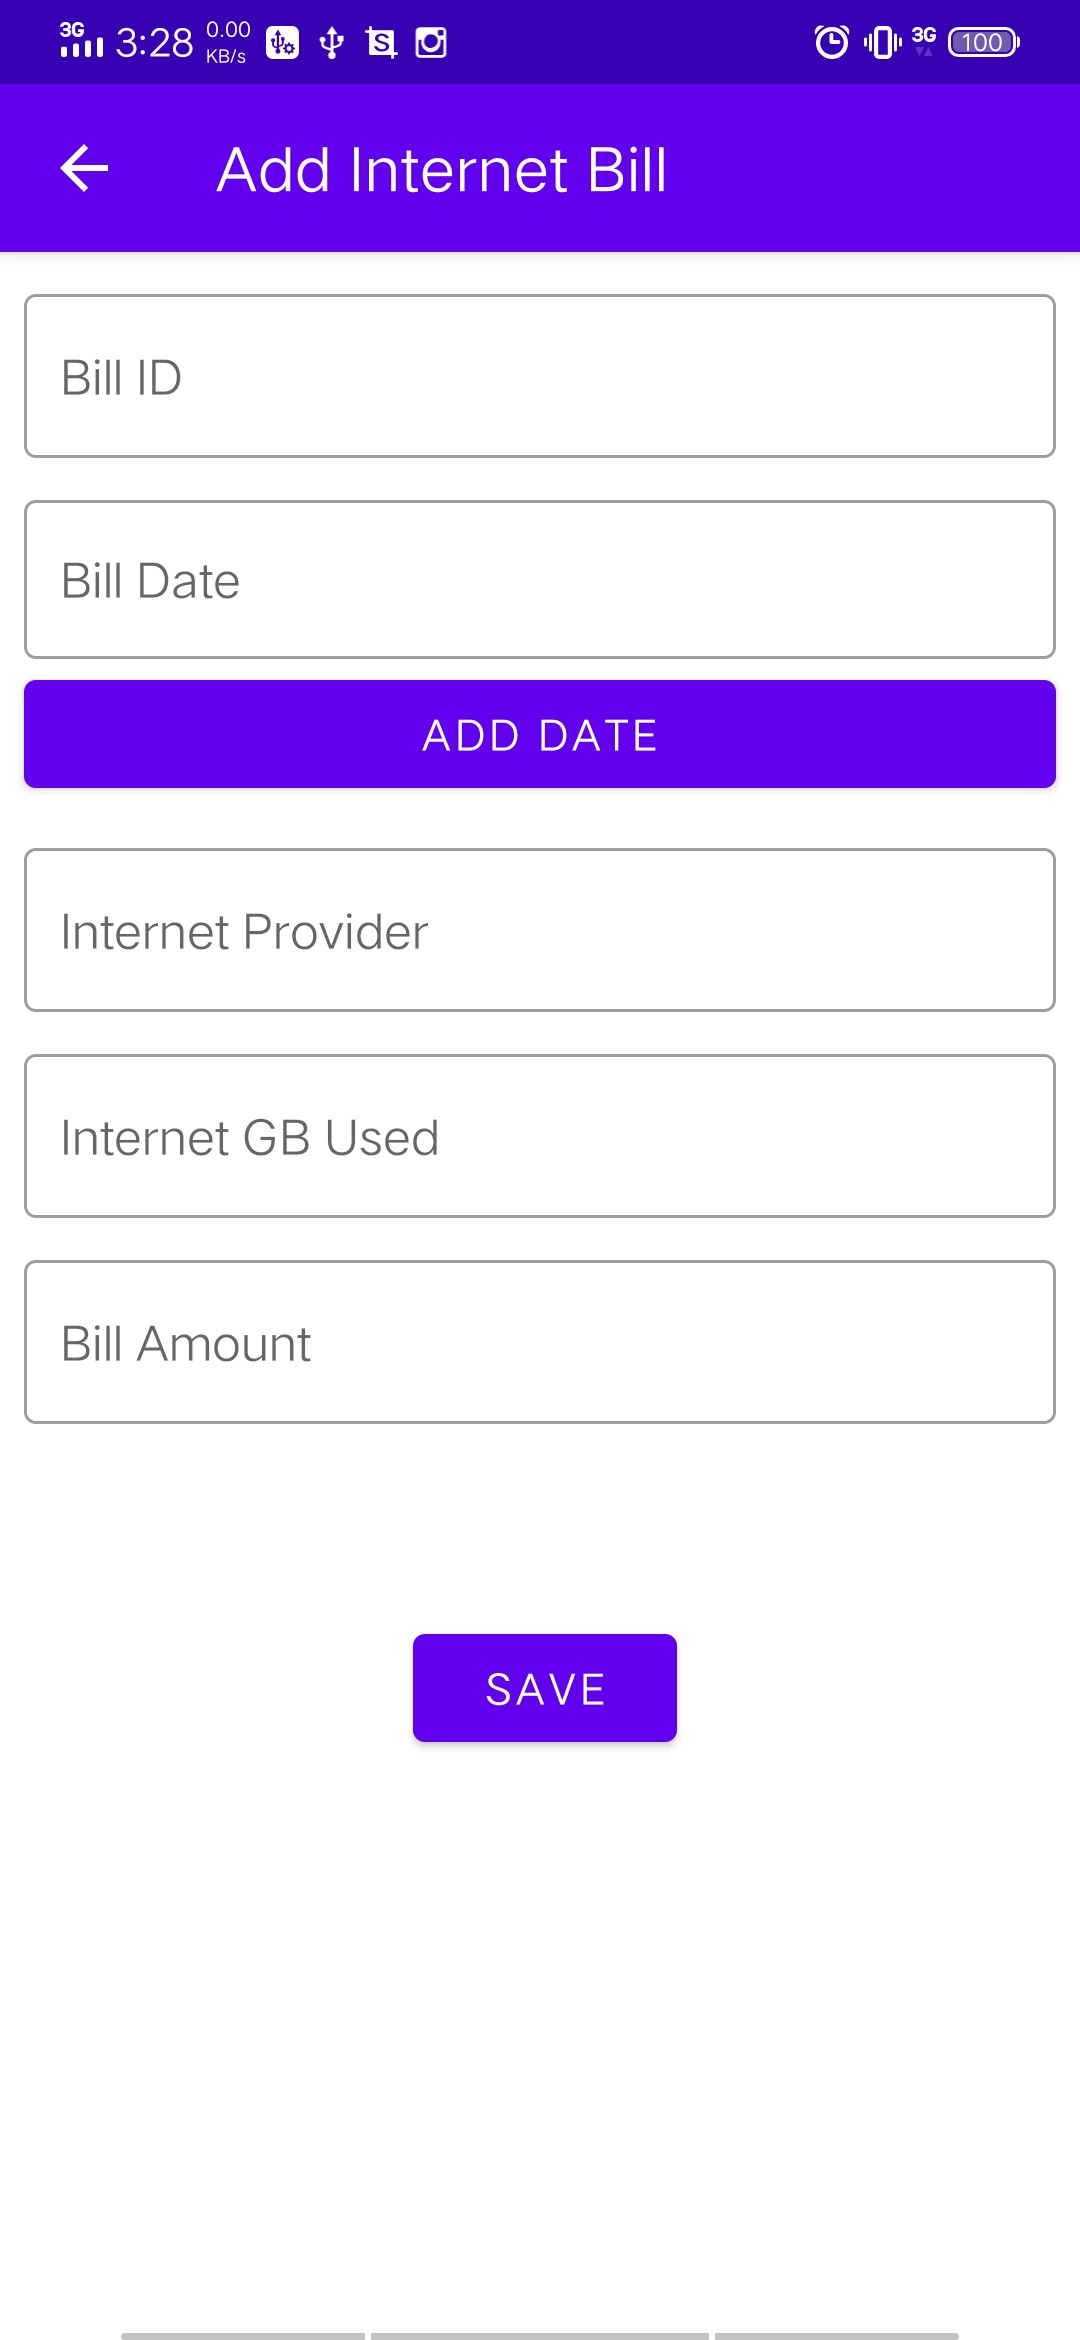 3G 3:28 0.00 KB/s S 3G 100
Add Internet Bill
Bill ID
Bill Date
ADD DATE
Internet Provider
Internet GB Used
Bill Amount
SAVE